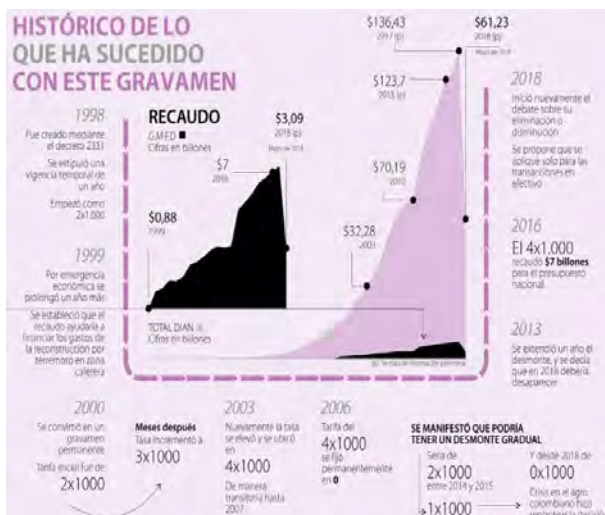 HISTÓRICO DE LO
QUE HA SUCEDIDO
CON ESTE GRAVAMEN
1998
Fue creado mediante
el decreto 2331
Se estipuló una
vigencia temporal de
un año
Empezó como
2x1.000
1999
Por emergencia
económica se
prolongó un año más
Se estableció que el
recaudo ayudaría a
financiar los gastos de
la reconstrucción por
terremoto en zona
cafetera
RECAUDO
G.M.F.D
Cifras en billones
$3,09
2018 (p)
Mayo de 2018
$7
2016
$0,88
1999
TOTAL DIAN
Cifras en billones
$136,43
2017 (p)
$61,23
2018 (p)
Mayo de 2018
$123,7
2015 (p)
$70,19
2010
$32,28
2003
2018
Inició nuevamente el
debate sobre su
eliminación o
disminución
Se propone que se
aplique solo para las
transacciones en
efectivo
2016
El 4x1.000
recaudó $7 billones
para el presupuesto
nacional.
2013
Se extendió un año el
desmonte, y se decía
que en 2018 debería
desaparecer
2000
Se convirtió en un
gravamen
permanente
Tarifa inicial fue de
2x1000
Meses después
Tasa incrementó a
3x1000
2003
Nuevamente la tasa
se elevó y se ubicó
en
4x1000
De manera
transitoria hasta
2007
2006
Tarifa del
4x1000
se fijó
permanentemente
en 0
SE MANIFESTÓ QUE PODRÍA
TENER UN DESMONTE GRADUAL
Sería de
2x1000
entre 2014 y 2015
1x1000
Y desde 2018 de
0x1000
Crisis en el agro
colombiano hizo